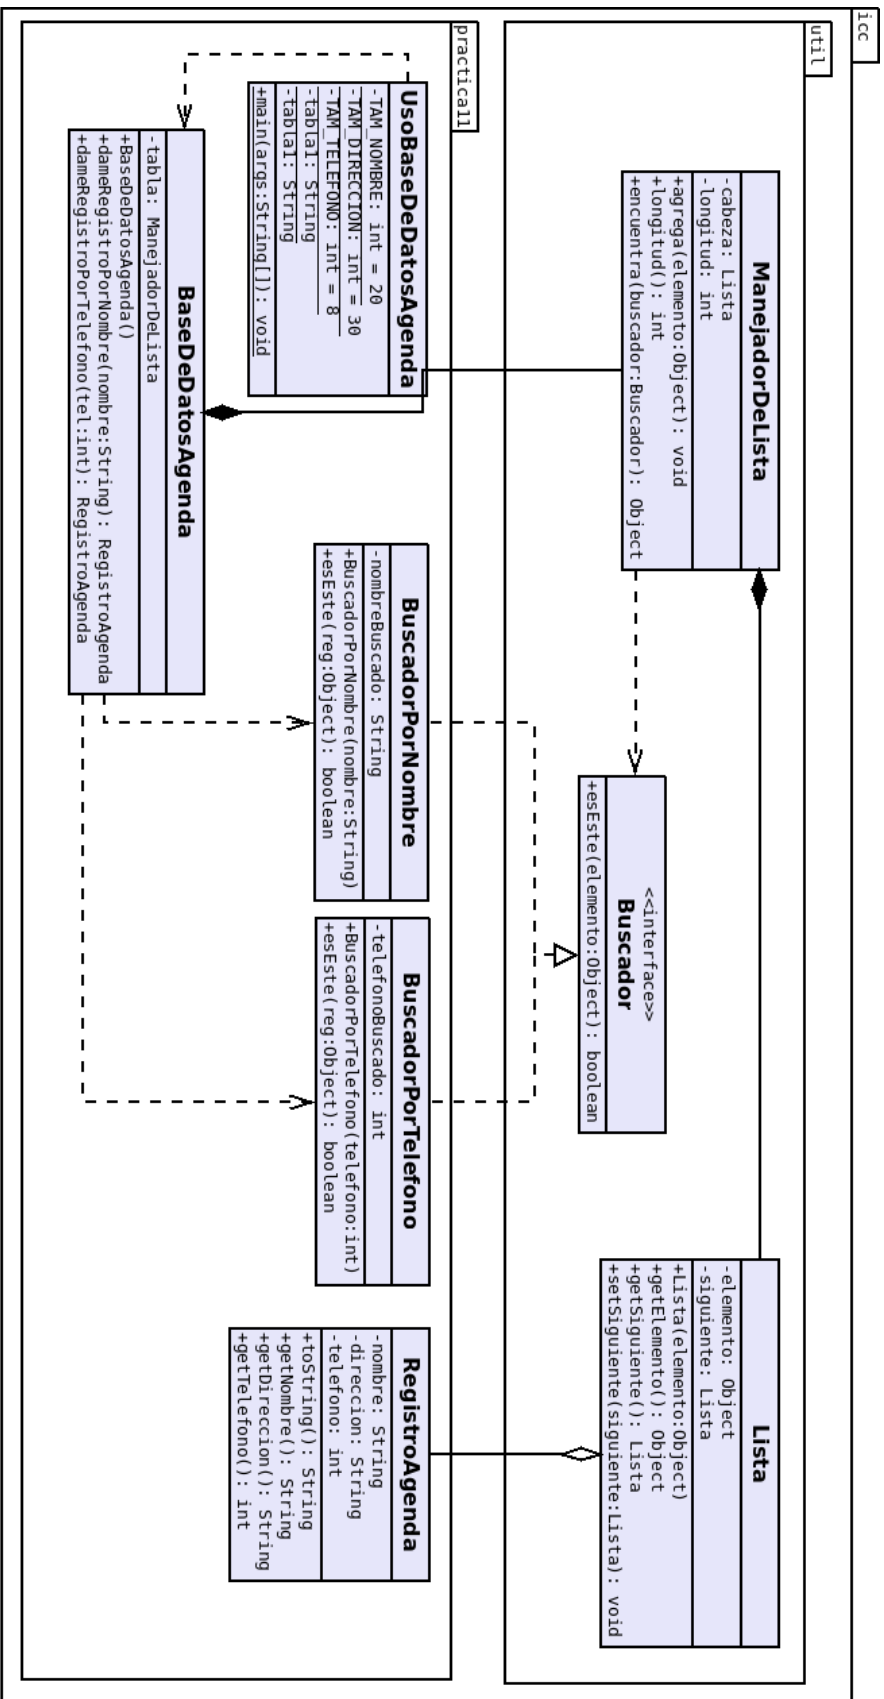 icc
util
ManejadorDeLista
-cabeza: Lista
-longitud: int
+agrega(elemento:Object): void
+longitud(): int
+encuentra(buscador:Buscador): Object
<<interface>>
Buscador
+esEste(elemento:Object): boolean
Lista
-elemento: Object
-siguiente: Lista
+Lista(elemento:Object)
+getElemento(): Object
+getSiguiente(): Lista
+setSiguiente(siguiente:Lista): void
practica11
UsoBaseDeDatosAgenda
-TAM_NOMBRE: int = 20
-TAM_DIRECCION: int = 30
-TAM_TELEFONO: int = 8
-tabla1: String
-tabla1: String
+main(args:String[]): void
BuscadorPorNombre
-nombreBuscado: String
+BuscadorPorNombre(nombre:String)
+esEste(reg:Object): boolean
BuscadorPorTelefono
-telefonoBuscado: int
+BuscadorPorTelefono(telefono:int)
+esEste(reg:Object): boolean
RegistroAgenda
-nombre: String
-direccion: String
-telefono: int
+toString(): String
+getNombre(): String
+getDireccion(): String
+getTelefono(): int
BaseDeDatosAgenda
-tabla: ManejadorDeLista
+BaseDeDatosAgenda()
+dameRegistroPorNombre(nombre:String): RegistroAgenda
+dameRegistroPorTelefono(tel:int): RegistroAgenda